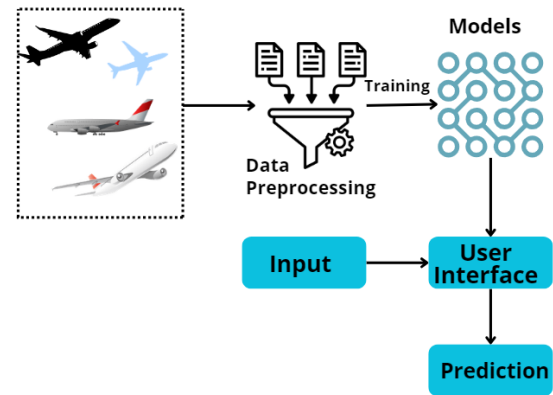 Models
Training
Data
Preprocessing
Input
User
Interface
Prediction